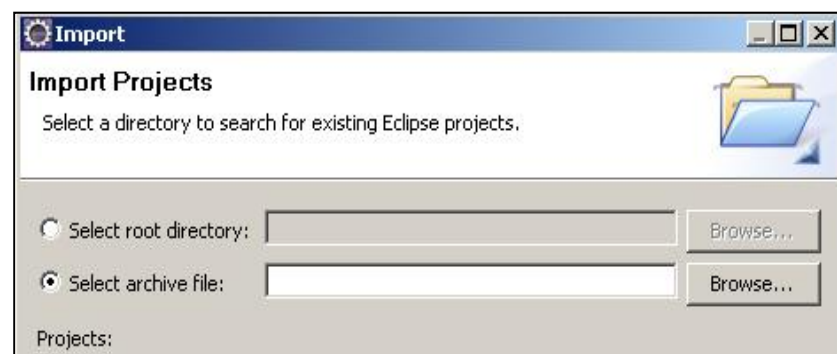 Import
Import Projects
Select a directory to search for existing Eclipse projects.
Select root directory:
Browse...
Select archive file:
Browse...
Projects: